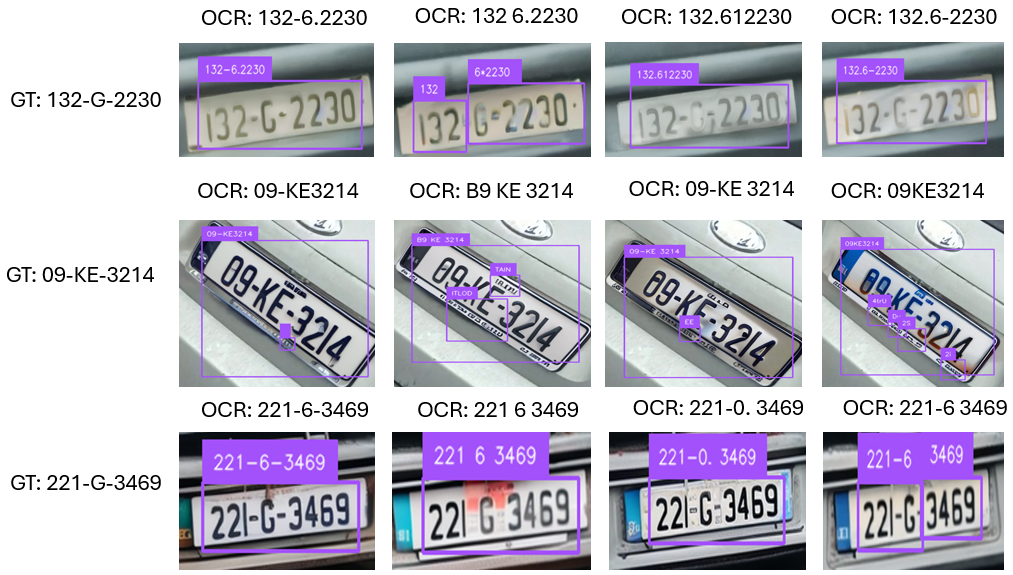 OCR: 132-6.2230 OCR: 132 6.2230 OCR: 132.612230 OCR: 132.6-2230
GT: 132-G-2230
132-6.2230 132 6•2230 132.612230 132.6-2230
132-G-2230 132 G-2230 132-G-2230 132-G-2230
OCR: 09-KE3214 OCR: B9 KE 3214 OCR: 09-KE 3214 OCR: 09KE3214
GT: 09-KE-3214
09-KE3214 B9 KE 3214 09-KE 3214 09KE3214
TAIN
ITLOD EE 44rU D- 2S 2I
09-KE-3214 09-KE-3214 09-KE-3214 09-KE-3214
OCR: 221-6-3469 OCR: 221 6 3469 OCR: 221-0. 3469 OCR: 221-6 3469
GT: 221-G-3469
221-6-3469 221 6 3469 221-0. 3469 221-6 3469
221-G-3469 221 G 3469 221-G-3469 221-G-3469